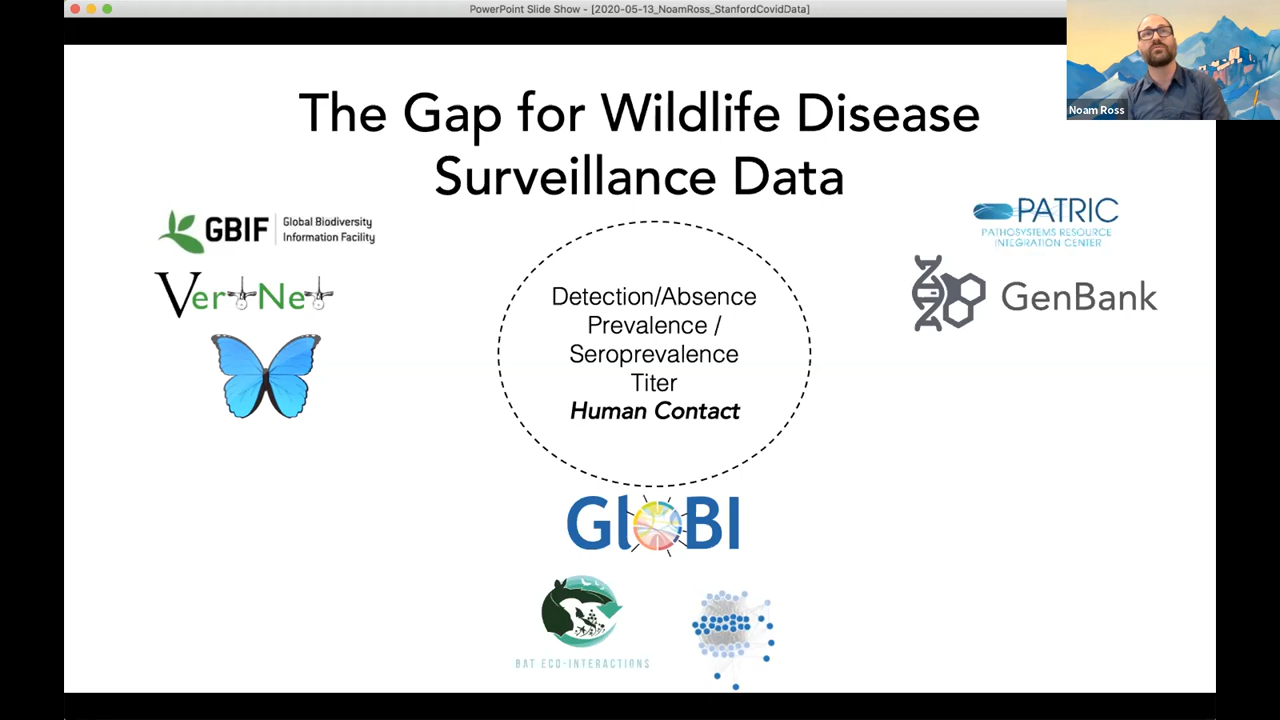 PowerPoint Slide Show - [2020-05-13_NoamRoss_StanfordCovidData]
Noam Ross
The Gap for Wildlife Disease
Surveillance Data
GBIF
Global Biodiversity
Information Facility
VertNet
Detection/Absence
Prevalence /
Seroprevalence
Titer
Human Contact
PATRIC
PATHOSYSTEMS RESOURCE
INTEGRATION CENTER
GenBank
GloBI
BAT ECO-INTERACTIONS